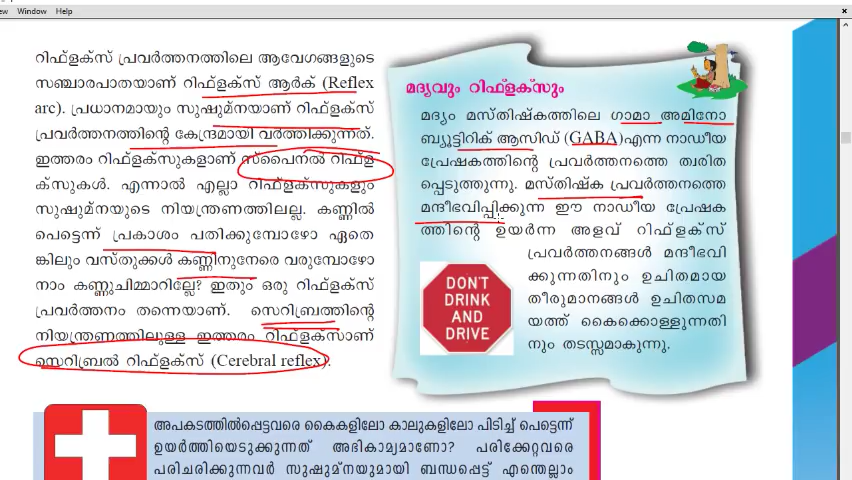 ew Window Help
റിഫ്ളക്സ് പ്രവർത്തനത്തിലെ ആവേഗങ്ങളുടെ
സഞ്ചാരപാതയാണ് റിഫ്ളക്സ് ആർക് (Reflex
arc). പ്രധാനമായും സുഷുമ്നയാണ് റിഫ്ളക്സ്
പ്രവർത്തനത്തിന്റെ കേന്ദ്രമായി വർത്തിക്കുന്നത്.
ഇത്തരം റിഫ്ളക്സുകളാണ് സ്പൈനൽ റിഫ്ള
ക്സുകൾ. എന്നാൽ എല്ലാ റിഫ്ളക്സുകളും
സുഷുമ്നയുടെ നിയന്ത്രണത്തിലല്ല. കണ്ണിൽ
പെട്ടെന്ന് പ്രകാശം പതിക്കുമ്പോഴോ ഏതെ
ങ്കിലും വസ്തുക്കൾ കണ്ണിനുനേരെ വരുമ്പോഴോ
നാം കണ്ണുചിമ്മാറില്ലേ? ഇതും ഒരു റിഫ്ളക്സ്
പ്രവർത്തനം തന്നെയാണ്. സെറിബ്രത്തിന്റെ
നിയന്ത്രണത്തിലുള്ള ഇത്തരം റിഫ്ളക്സാണ്
സെറിബ്രൽ റിഫ്ളക്സ് (Cerebral reflex).
മദ്യവും റിഫ്ളക്സും
മദ്യം മസ്തിഷ്കത്തിലെ ഗാമാ അമിനോ
ബ്യൂട്ടിറിക് ആസിഡ് (GABA)എന്ന നാഡീയ
പ്രേഷകത്തിന്റെ പ്രവർത്തനത്തെ ത്വരിത
പ്പെടുത്തുന്നു. മസ്തിഷ്ക പ്രവർത്തനത്തെ
മന്ദീഭവിപ്പിക്കുന്ന ഈ നാഡീയ പ്രേഷക
ത്തിന്റെ ഉയർന്ന അളവ് റിഫ്ളക്സ്
പ്രവർത്തനങ്ങൾ മന്ദീഭവി
ക്കുന്നതിനും ഉചിതമായ
തീരുമാനങ്ങൾ ഉചിതസമ
യത്ത് കൈക്കൊള്ളുന്നതി
നും തടസ്സമാകുന്നു.
DON'T
DRINK
AND
DRIVE
അപകടത്തിൽപ്പെട്ടവരെ കൈകളിലോ കാലുകളിലോ പിടിച്ച് പെട്ടെന്ന്
ഉയർത്തിയെടുക്കുന്നത് അഭികാമ്യമാണോ? പരിക്കേറ്റവരെ
പരിചരിക്കുന്നവർ സുഷുമ്നയുമായി ബന്ധപ്പെട്ട് എന്തെല്ലാം